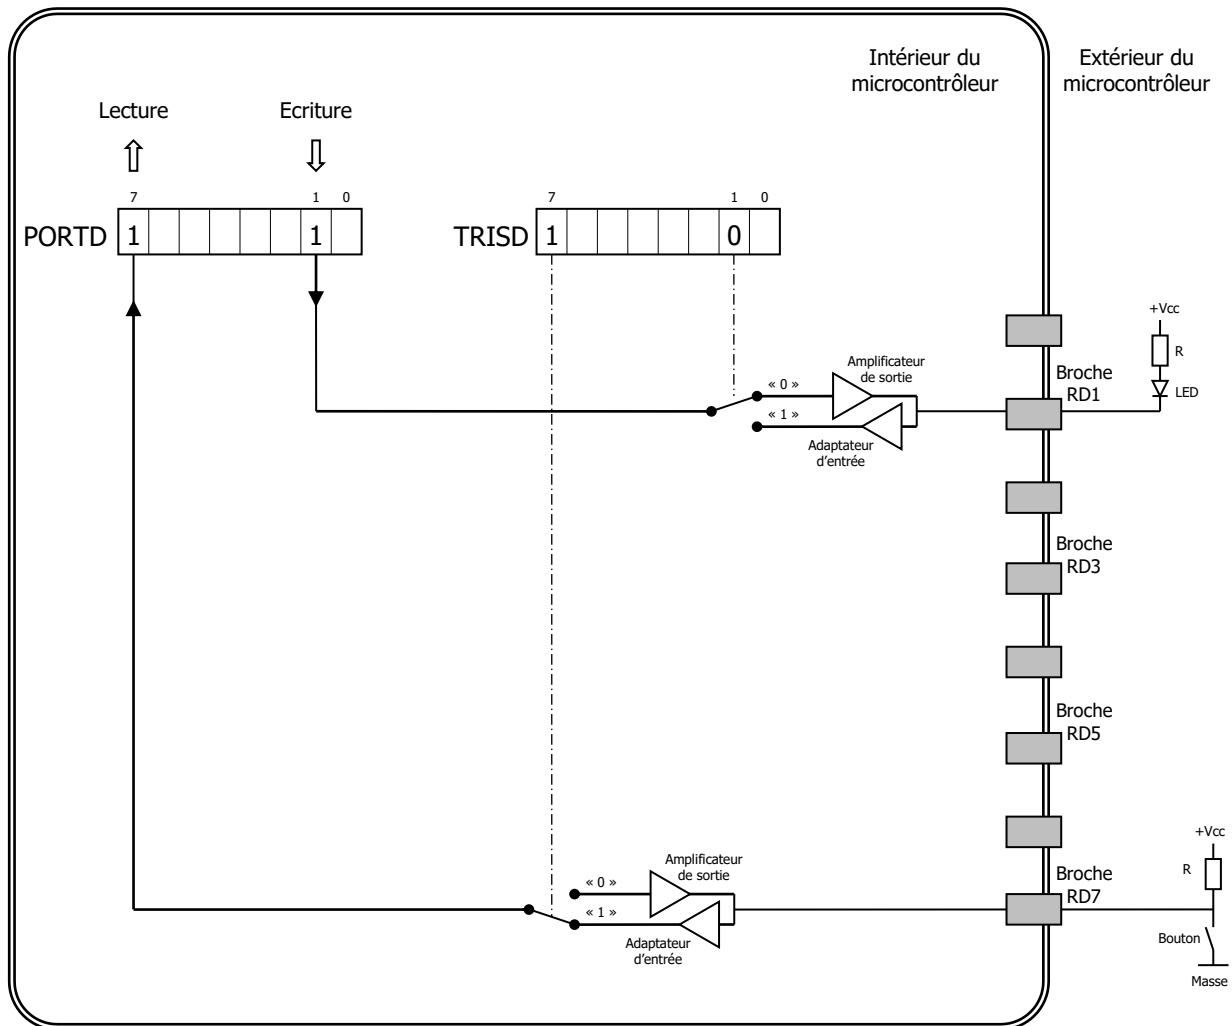 Intérieur du
microcontrôleur
Extérieur du
microcontrôleur
Lecture
Ecriture
7 1 0
7 1 0
PORTD 1 1
TRISD 1 0
+Vcc
R
LED
Broche
RD1
Amplificateur
de sortie
« 0 »
« 1 »
Adaptateur
d'entrée
Broche
RD3
Broche
RD5
+Vcc
R
Broche
RD7
Amplificateur
de sortie
« 0 »
« 1 »
Adaptateur
d'entrée
Bouton
Masse